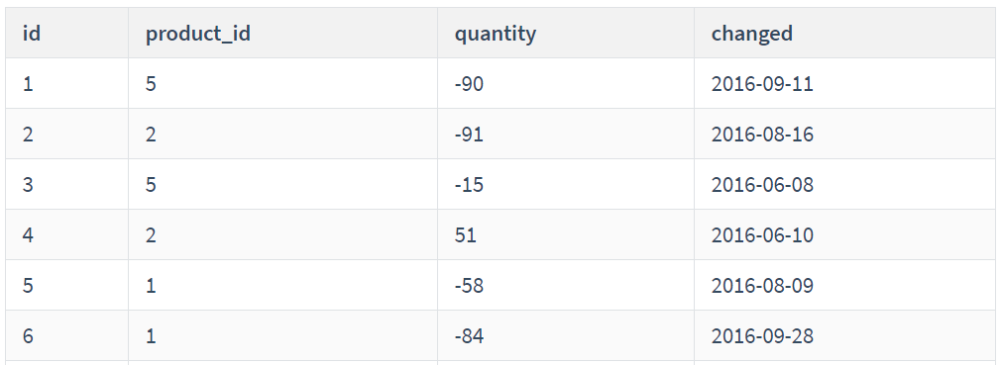 id product_id quantity changed
1 5 -90 2016-09-11
2 2 -91 2016-08-16
3 5 -15 2016-06-08
4 2 51 2016-06-10
5 1 -58 2016-08-09
6 1 -84 2016-09-28